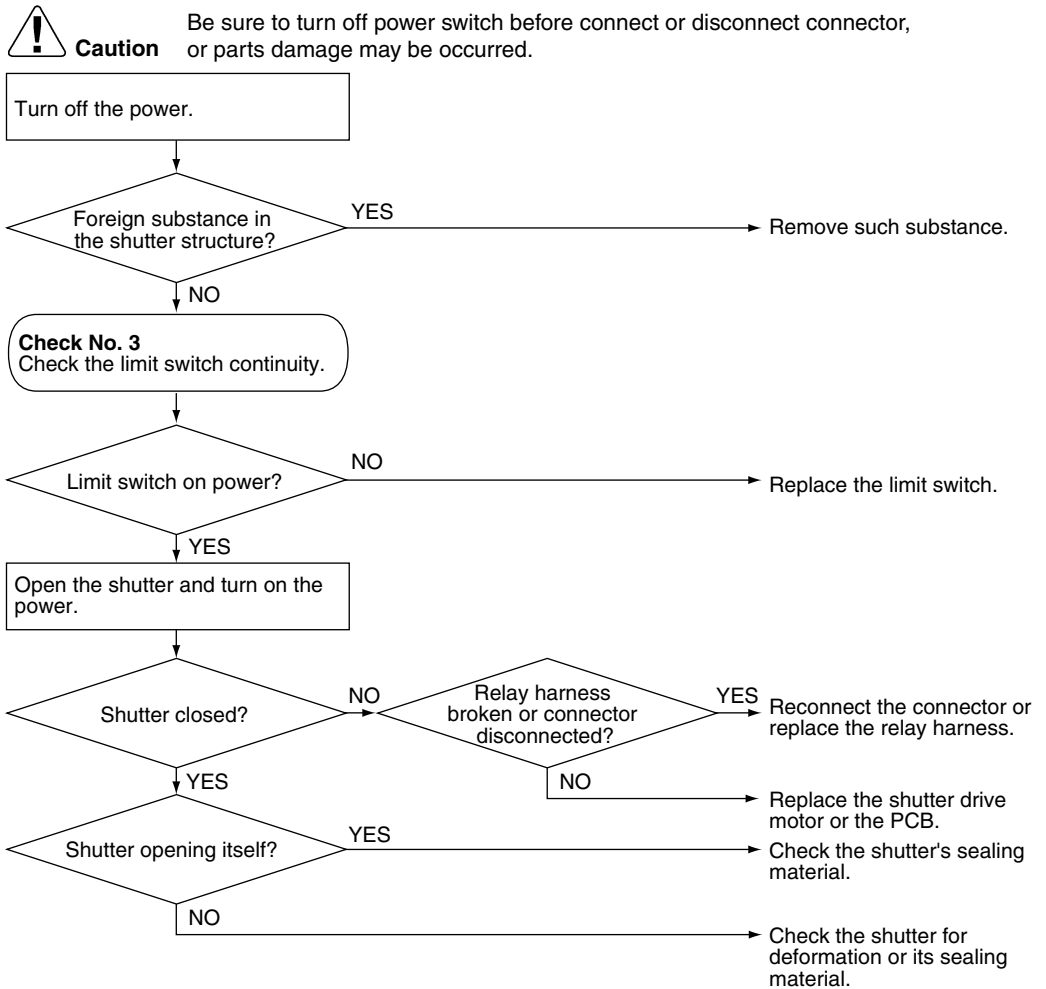 Caution
Be sure to turn off power switch before connect or disconnect connector,
or parts damage may be occurred.
Turn off the power.
Foreign substance in
the shutter structure?
YES
Remove such substance.
NO
Check No. 3
Check the limit switch continuity.
Limit switch on power?
NO
Replace the limit switch.
YES
Open the shutter and turn on the
power.
Shutter closed?
NO
Relay harness
broken or connector
disconnected?
YES
Reconnect the connector or
replace the relay harness.
NO
Replace the shutter drive
motor or the PCB.
YES
Shutter opening itself?
YES
Check the shutter's sealing
material.
NO
Check the shutter for
deformation or its sealing
material.